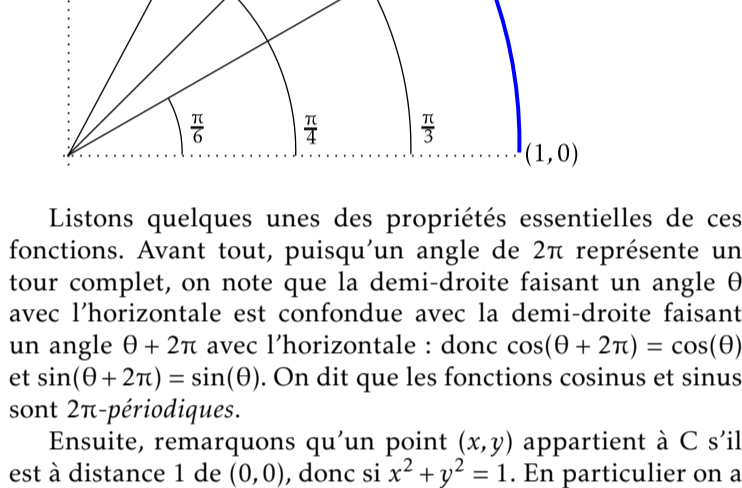 π/6 π/4 π/3
(1,0)
Listons quelques unes des propriétés essentielles de ces
fonctions. Avant tout, puisqu’un angle de 2π représente un
tour complet, on note que la demi-droite faisant un angle θ
avec l’horizontale est confondue avec la demi-droite faisant
un angle θ + 2π avec l’horizontale : donc cos(θ + 2π) = cos(θ)
et sin(θ + 2π) = sin(θ). On dit que les fonctions cosinus et sinus
sont 2π-périodiques.
Ensuite, remarquons qu’un point (x,y) appartient à C s’il
est à distance 1 de (0,0), donc si x² + y² = 1. En particulier on a